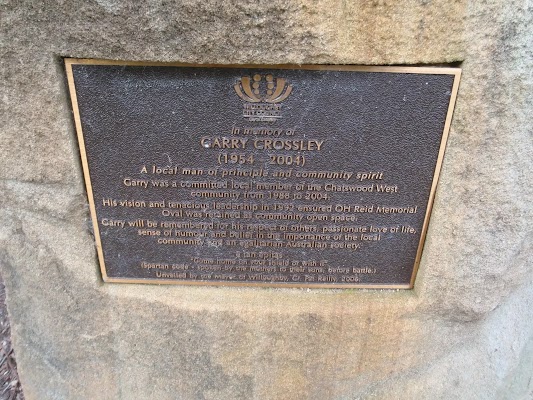 WILLOUGHBY
CITY COUNCIL
In memory of
GARRY CROSSLEY
(1954 - 2004)
A local man of principle and community spirit
Garry was a committed local member of the Chatswood West
community from 1988 to 2004.
His vision and tenacious leadership in 1993 ensured OH Reid Memorial
Oval was retained as community open space.
Garry will be remembered for his respect of others, passionate love of life,
sense of humour and belief in the importance of the local
community and an egalitarian Australian society.
"Come home on your shield or with it"
(Spartan code - spoken by the mothers to their sons, before battle.)
Unveiled by the Mayor of Willoughby, Cr. Pat Reilly, 2006.